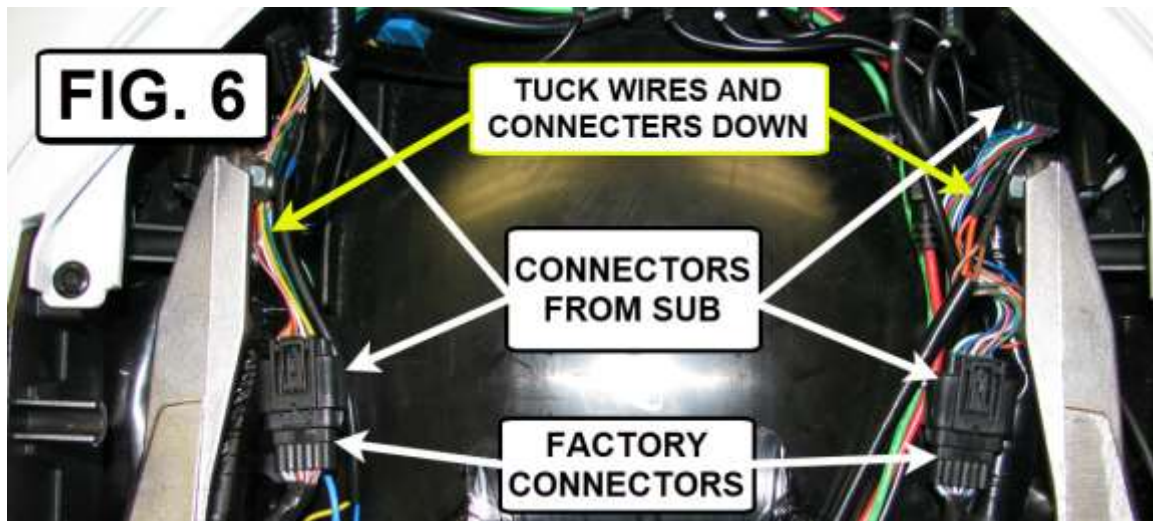 FIG. 6
TUCK WIRES AND
CONNECTERS DOWN
CONNECTORS
FROM SUB
FACTORY
CONNECTORS